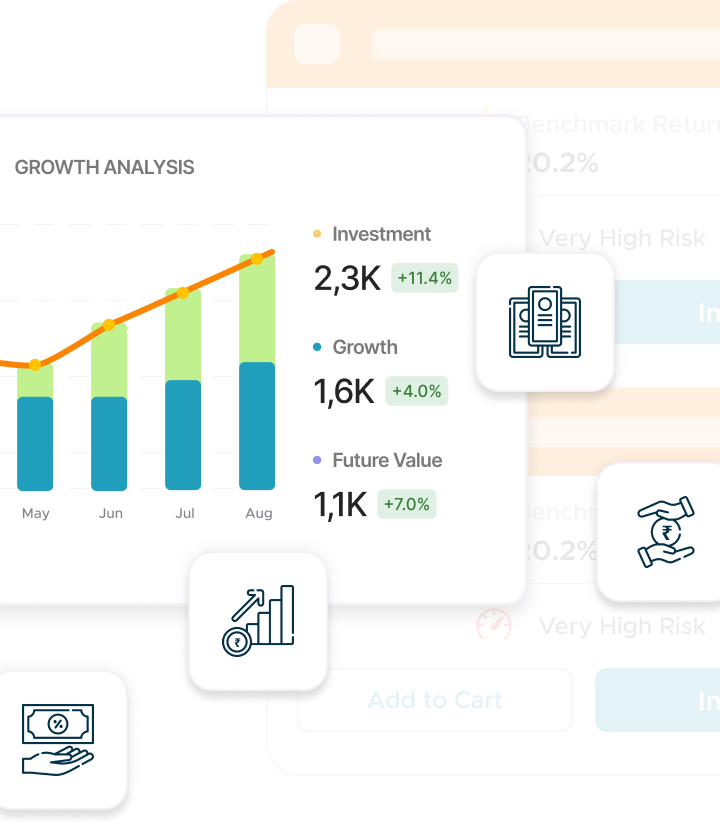 Benchmark Return
20.2%
GROWTH ANALYSIS
Investment
2,3K +11.4%
Very High Risk
In
Growth
1,6K +4.0%
Future Value
1,1K +7.0%
May Jun Jul Aug
20.2%
₹
Very High Risk
₹
Add to Cart
In
%